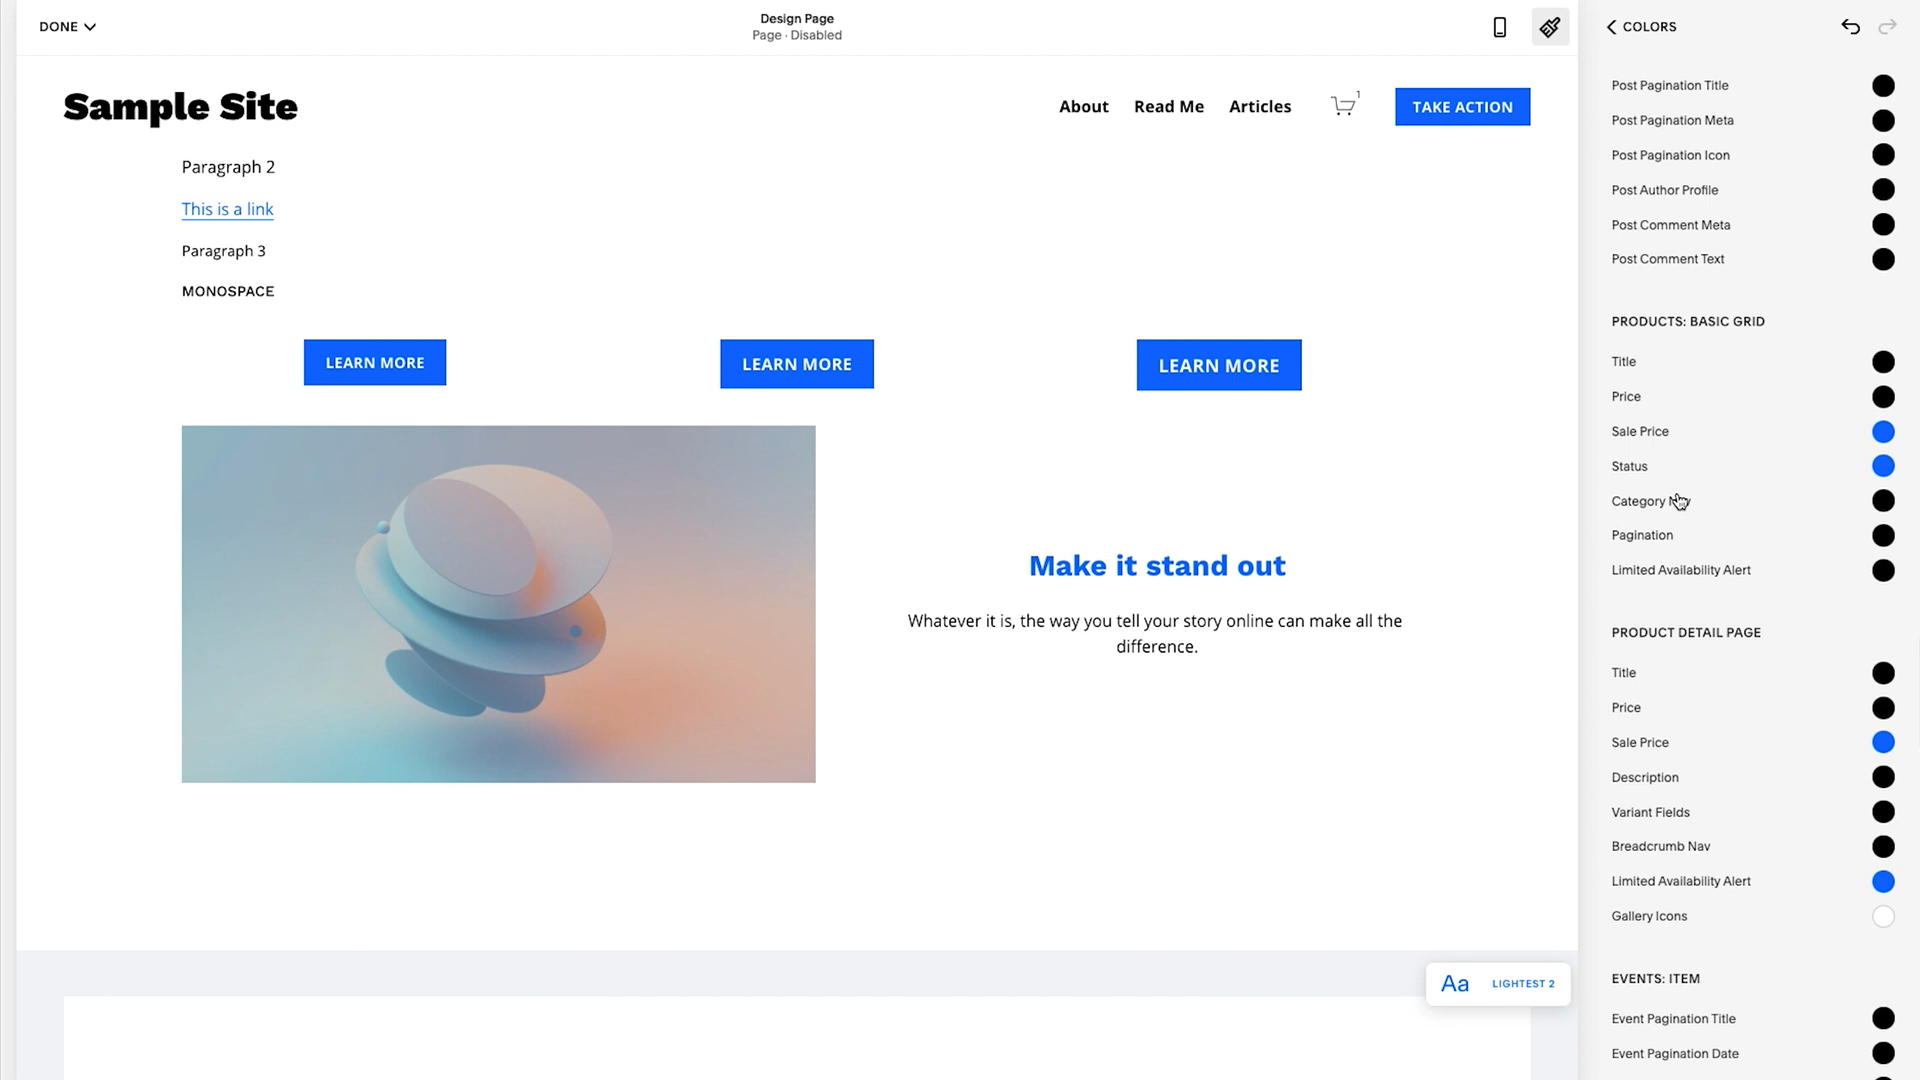 DONE
Design Page
Page · Disabled
COLORS
Sample Site
About
Read Me
Articles
1
TAKE ACTION
Paragraph 2
This is a link
Paragraph 3
MONOSPACE
LEARN MORE
LEARN MORE
LEARN MORE
Make it stand out
Whatever it is, the way you tell your story online can make all the
difference.
Aa
LIGHTEST 2
Post Pagination Title
Post Pagination Meta
Post Pagination Icon
Post Author Profile
Post Comment Meta
Post Comment Text
PRODUCTS: BASIC GRID
Title
Price
Sale Price
Status
Category
Pagination
Limited Availability Alert
PRODUCT DETAIL PAGE
Title
Price
Sale Price
Description
Variant Fields
Breadcrumb Nav
Limited Availability Alert
Gallery Icons
EVENTS: ITEM
Event Pagination Title
Event Pagination Date